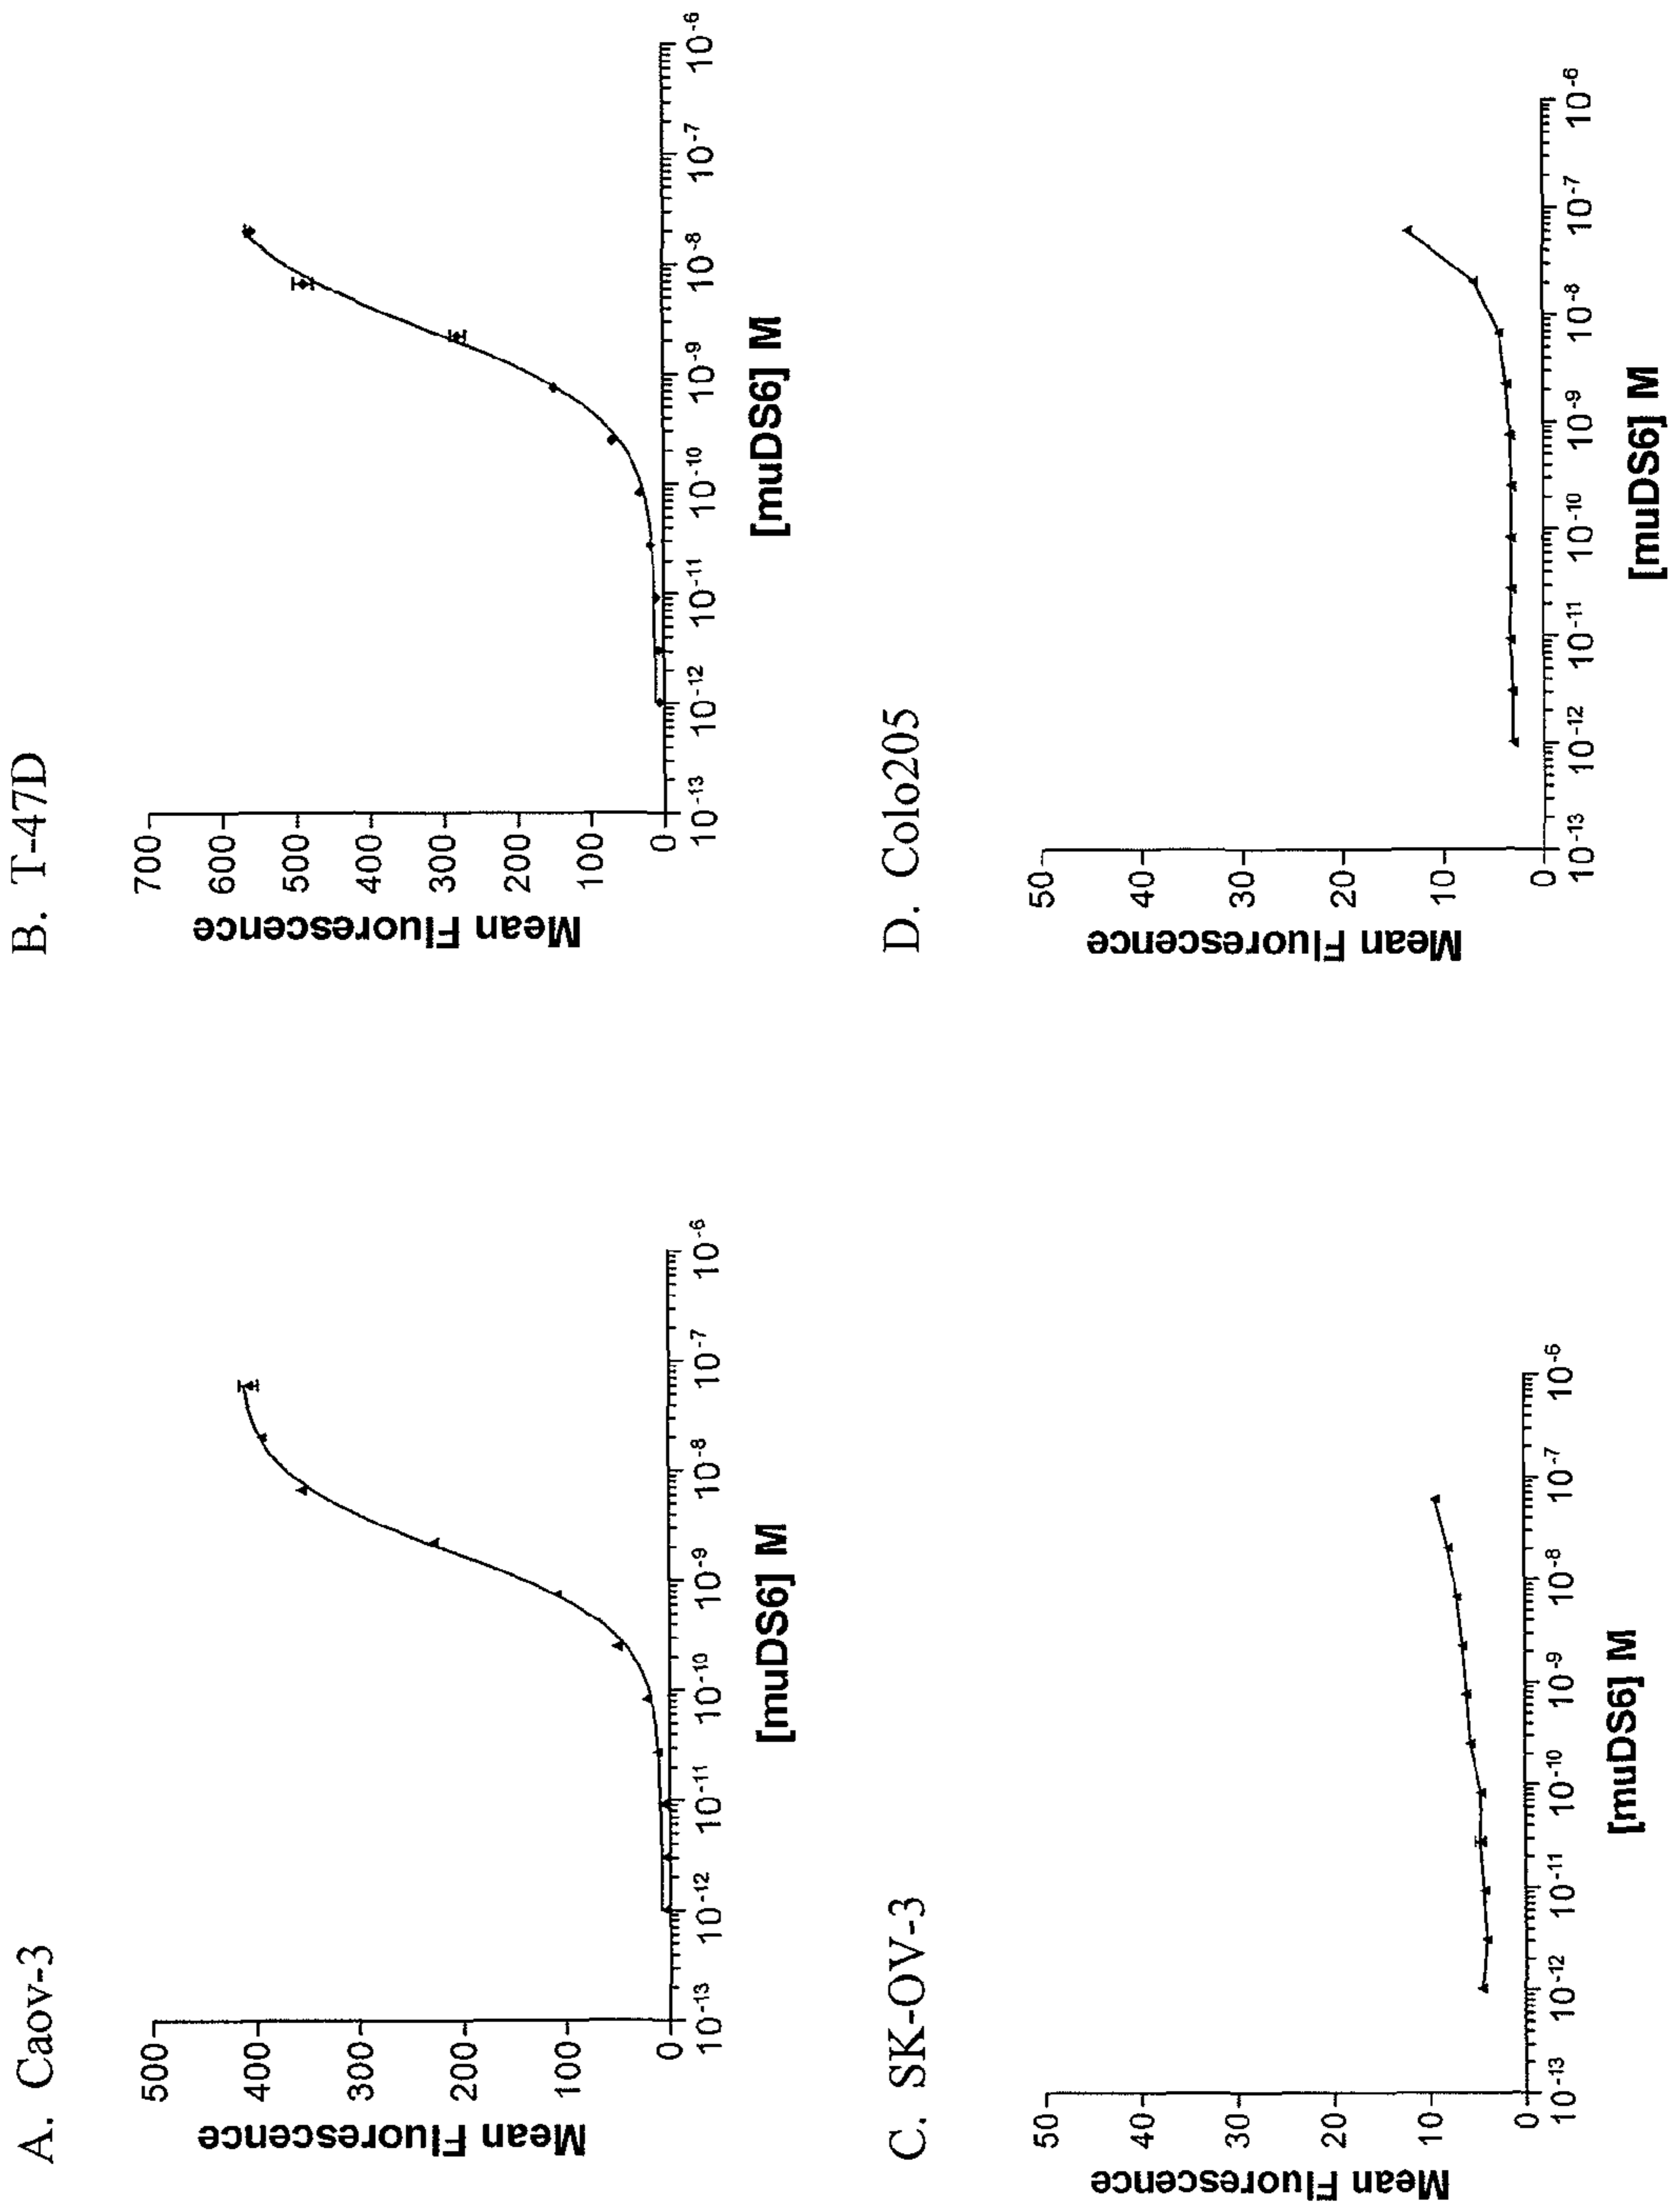 A. Caov-3
Mean Fluorescence
500
400
300
200
100
0
10-13 10-12 10-11 10-10 10-9 10-8 10-7 10-6
[muDS6] M
B. T-47D
Mean Fluorescence
700
600
500
400
300
200
100
0
10-13 10-12 10-11 10-10 10-9 10-8 10-7 10-6
[muDS6] M
C. SK-OV-3
Mean Fluorescence
50
40
30
20
10
0
10-13 10-12 10-11 10-10 10-9 10-8 10-7 10-6
[muDS6] M
D. Colo205
Mean Fluorescence
50
40
30
20
10
0
10-13 10-12 10-11 10-10 10-9 10-8 10-7 10-6
[muDS6] M